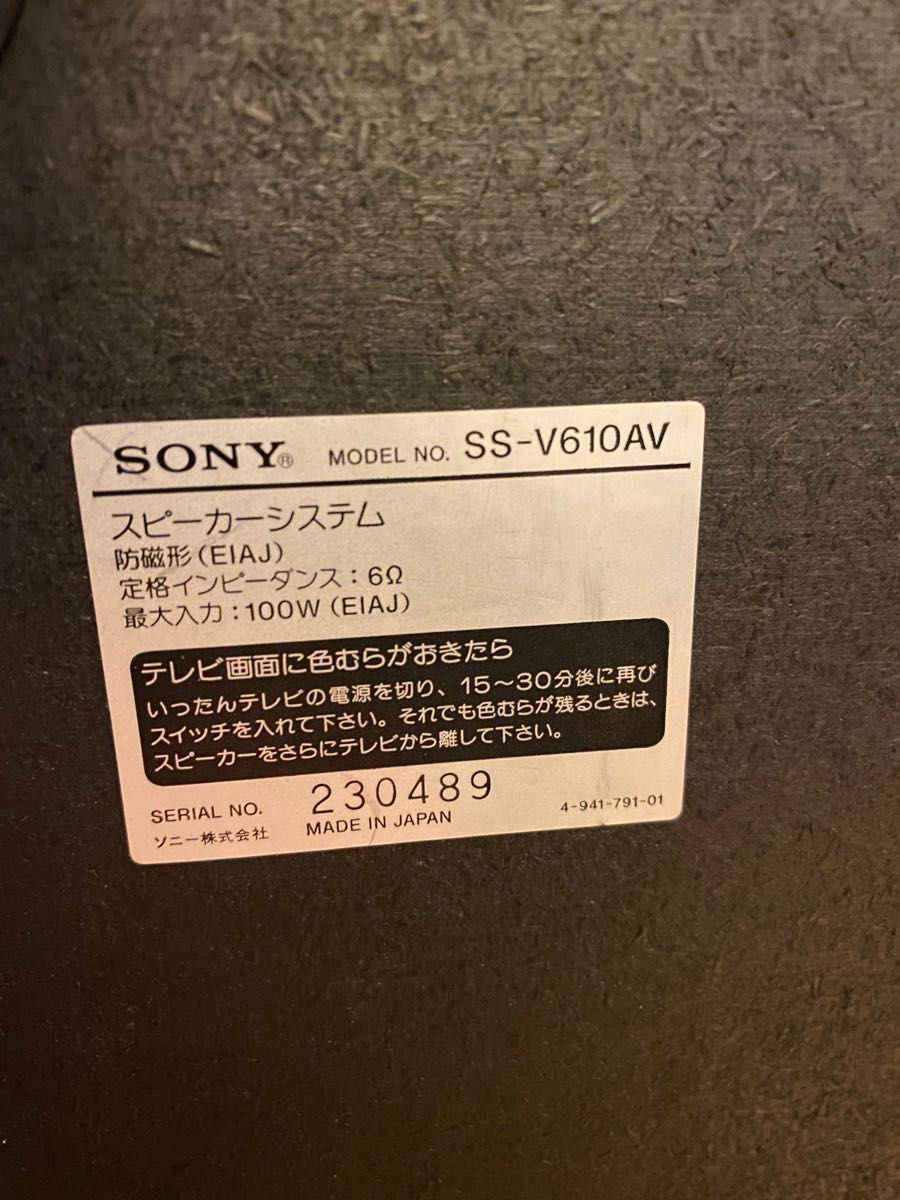 SONY® MODEL NO. SS-V610AV
スピーカーシステム
防磁形(EIAJ)
定格インピーダンス:6Ω
最大入力:100W(EIAJ)
テレビ画面に色むらがおきたら
いったんテレビの電源を切り、15〜30分後に再び
スイッチを入れて下さい。それでも色むらが残るときは、
スピーカーをさらにテレビから離して下さい。
SERIAL NO. 230489
ソニー株式会社 MADE IN JAPAN 4-941-791-01